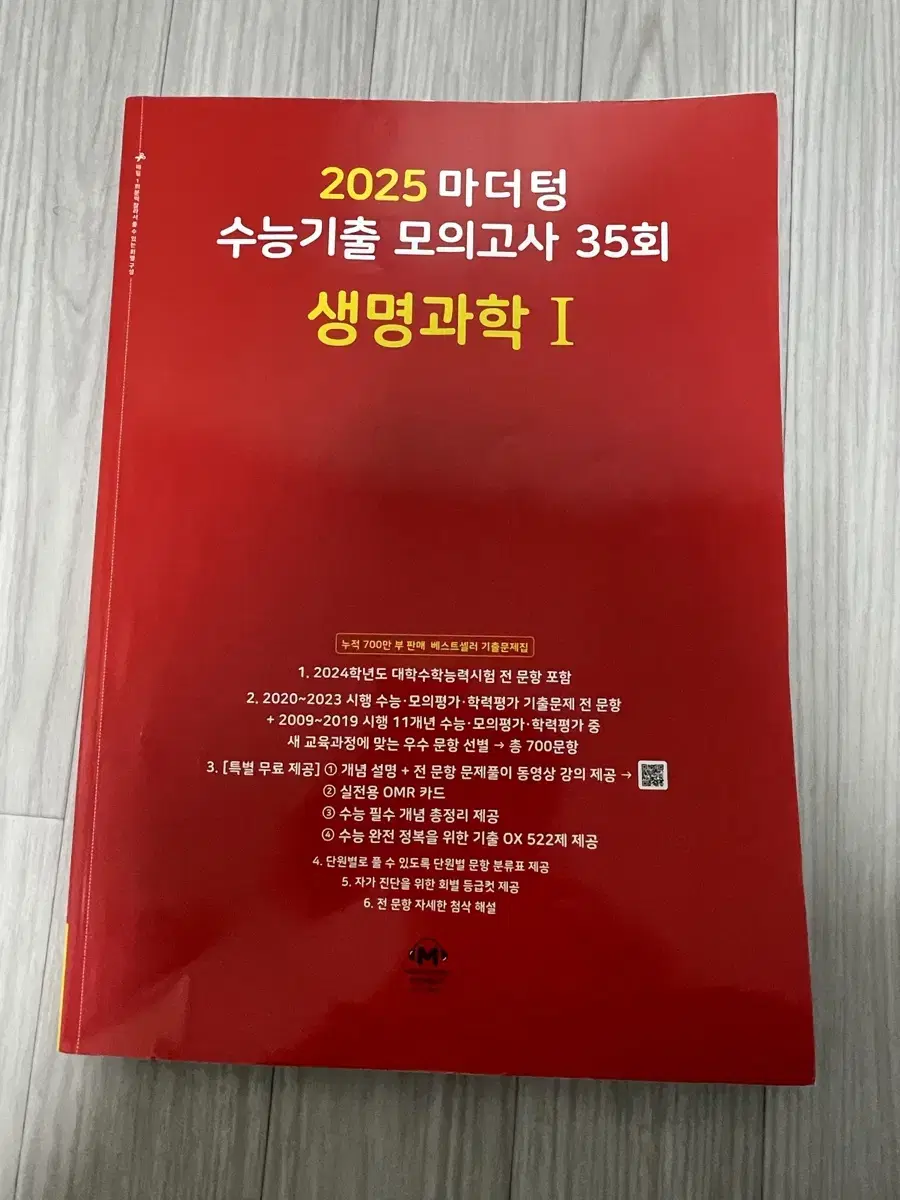 2025 마더텅
수능기출 모의고사 35회
생명과학 I
누적 700만 부 판매 베스트셀러 기출문제집
1. 2024학년도 대학수학능력시험 전 문항 포함
2. 2020~2023 시행 수능·모의평가·학력평가 기출문제 전 문항
+ 2009~2019 시행 11개년 수능·모의평가·학력평가 중
새 교육과정에 맞는 우수 문항 선별 → 총 700문항
3. [특별 무료 제공] ① 개념 설명 + 전 문항 문제풀이 동영상 강의 제공 →
② 실전용 OMR 카드
③ 수능 필수 개념 총정리 제공
④ 수능 완전 정복을 위한 기출 OX 522제 제공
4. 단원별로 풀 수 있도록 단원별 문항 분류표 제공
5. 자가 진단을 위한 회별 등급컷 제공
6. 전 문항 자세한 첨삭 해설
M